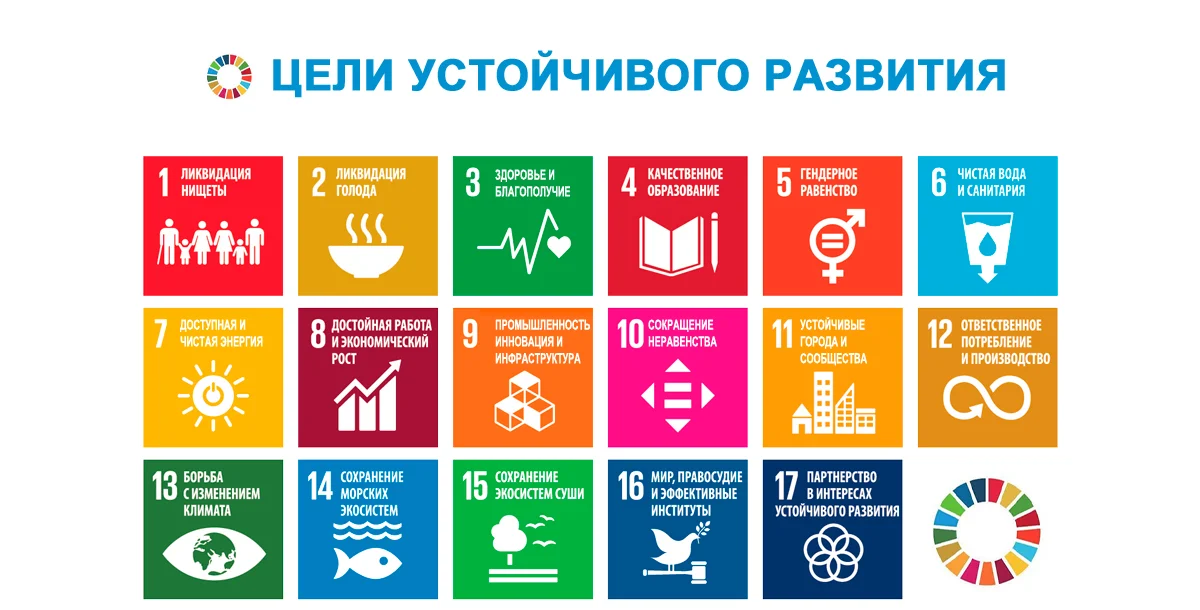 ЦЕЛИ УСТОЙЧИВОГО РАЗВИТИЯ
1 ЛИКВИДАЦИЯ
НИЩЕТЫ
2 ЛИКВИДАЦИЯ
ГОЛОДА
3 ЗДОРОВЬЕ И
БЛАГОПОЛУЧИЕ
4 КАЧЕСТВЕННОЕ
ОБРАЗОВАНИЕ
5 ГЕНДЕРНОЕ
РАВЕНСТВО
6 ЧИСТАЯ ВОДА
И САНИТАРИЯ
7 ДОСТУПНАЯ И
ЧИСТАЯ ЭНЕРГИЯ
8 ДОСТОЙНАЯ РАБОТА
И ЭКОНОМИЧЕСКИЙ
РОСТ
9 ПРОМЫШЛЕННОСТЬ
ИННОВАЦИЯ И
ИНФРАСТРУКТУРА
10 СОКРАЩЕНИЕ
НЕРАВЕНСТВА
11 УСТОЙЧИВЫЕ
ГОРОДА И
СООБЩЕСТВА
12 ОТВЕТСТВЕННОЕ
ПОТРЕБЛЕНИЕ
И ПРОИЗВОДСТВО
13 БОРЬБА
С ИЗМЕНЕНИЕМ
КЛИМАТА
14 СОХРАНЕНИЕ
МОРСКИХ
ЭКОСИСТЕМ
15 СОХРАНЕНИЕ
ЭКОСИСТЕМ СУШИ
16 МИР, ПРАВОСУДИЕ
И ЭФФЕКТИВНЫЕ
ИНСТИТУТЫ
17 ПАРТНЕРСТВО
В ИНТЕРЕСАХ
УСТОЙЧИВОГО РАЗВИТИЯ